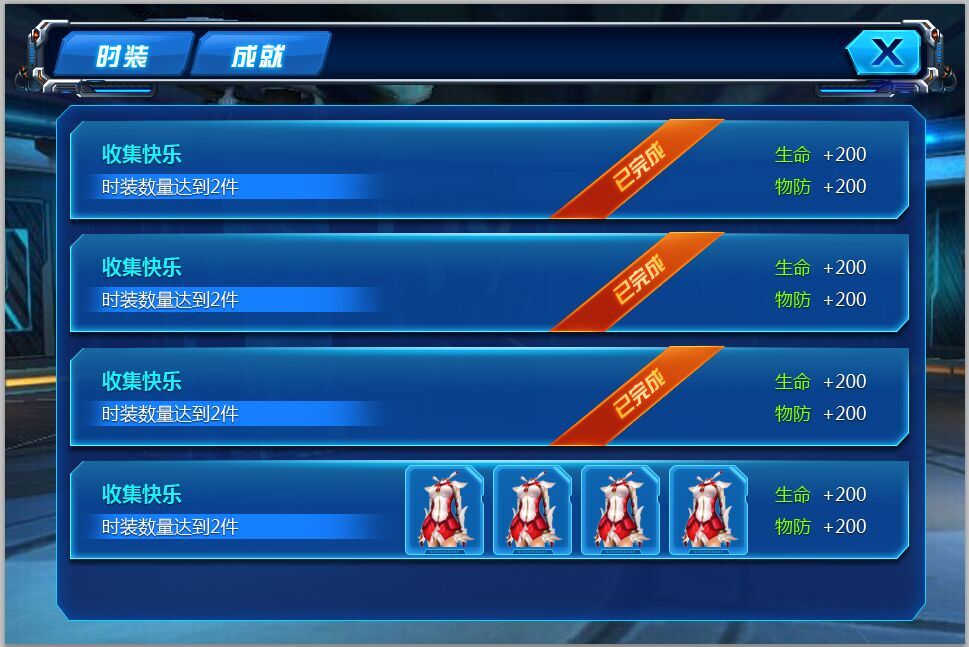 时装 成就 X
收集快乐
时装数量达到2件
已完成
生命 +200
物防 +200
收集快乐
时装数量达到2件
已完成
生命 +200
物防 +200
收集快乐
时装数量达到2件
已完成
生命 +200
物防 +200
收集快乐
时装数量达到2件
生命 +200
物防 +200